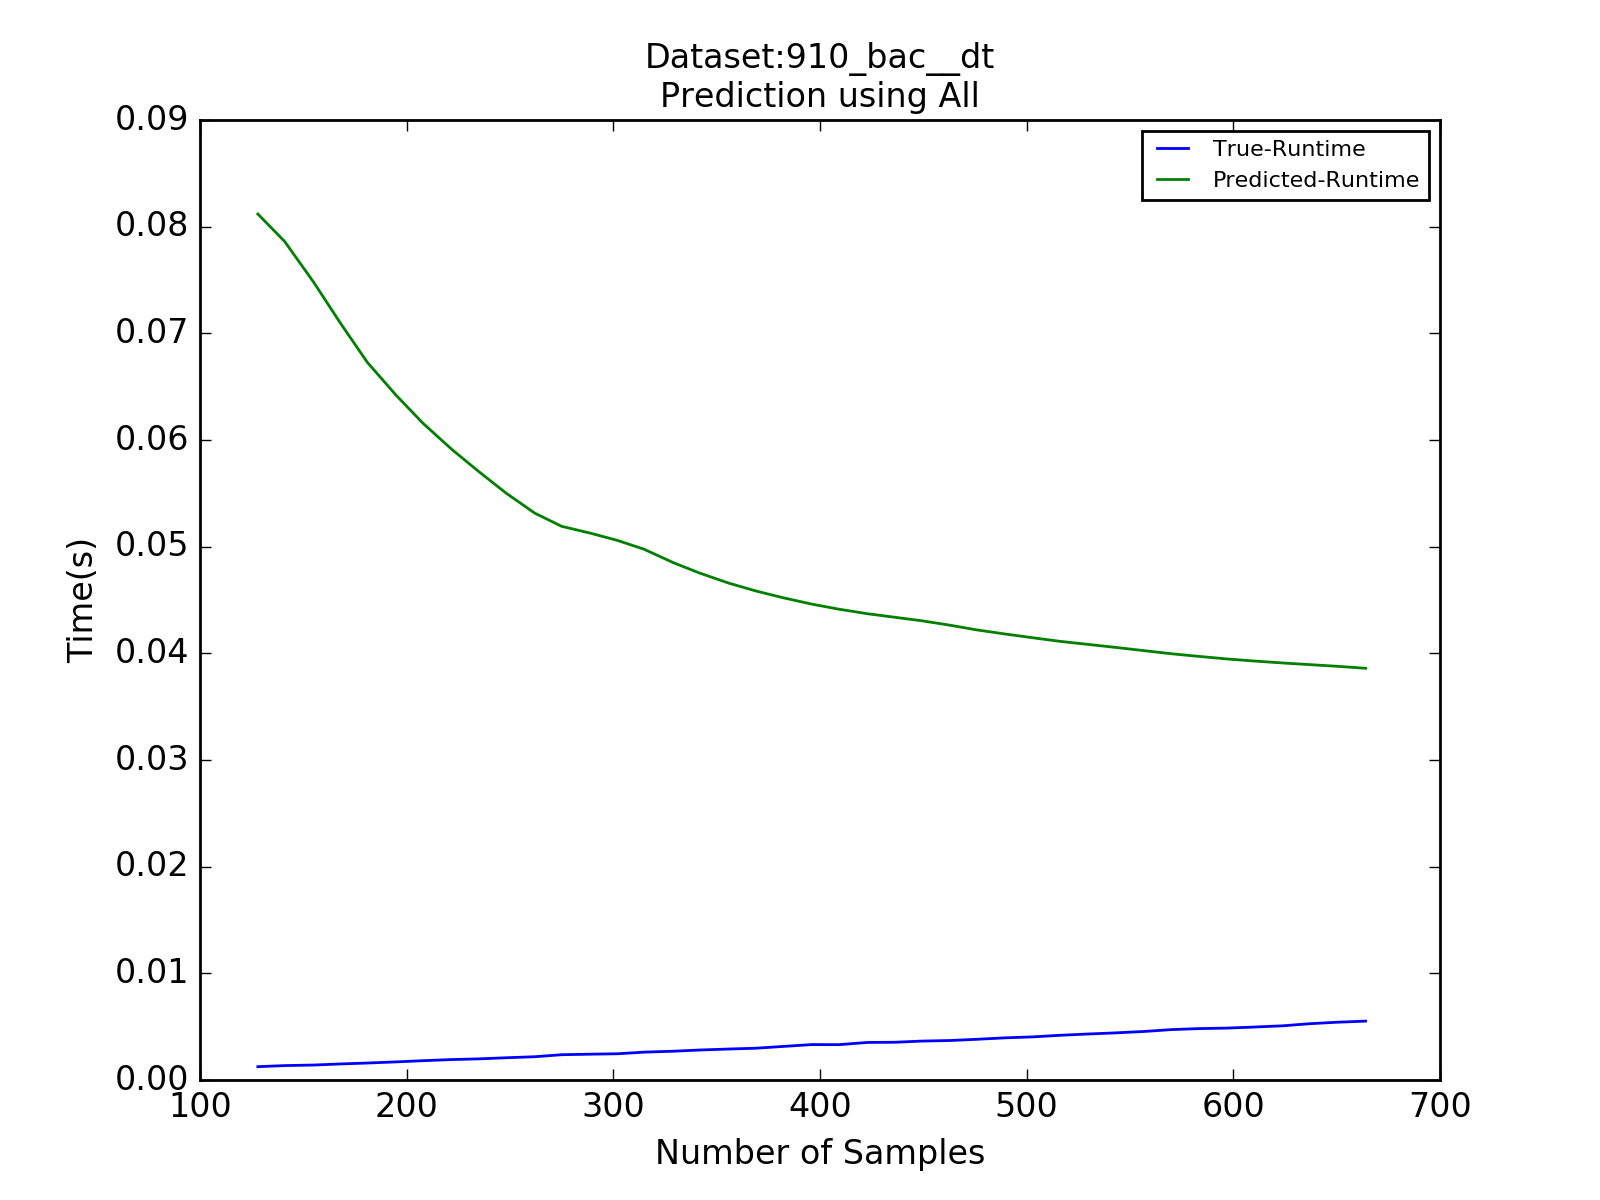 Dataset:910_bac__dt
Prediction using All
True-Runtime
Predicted-Runtime
0.09
0.08
0.07
0.06
0.05
0.04
0.03
0.02
0.01
0.00
Time(s)
100 200 300 400 500 600 700
Number of Samples